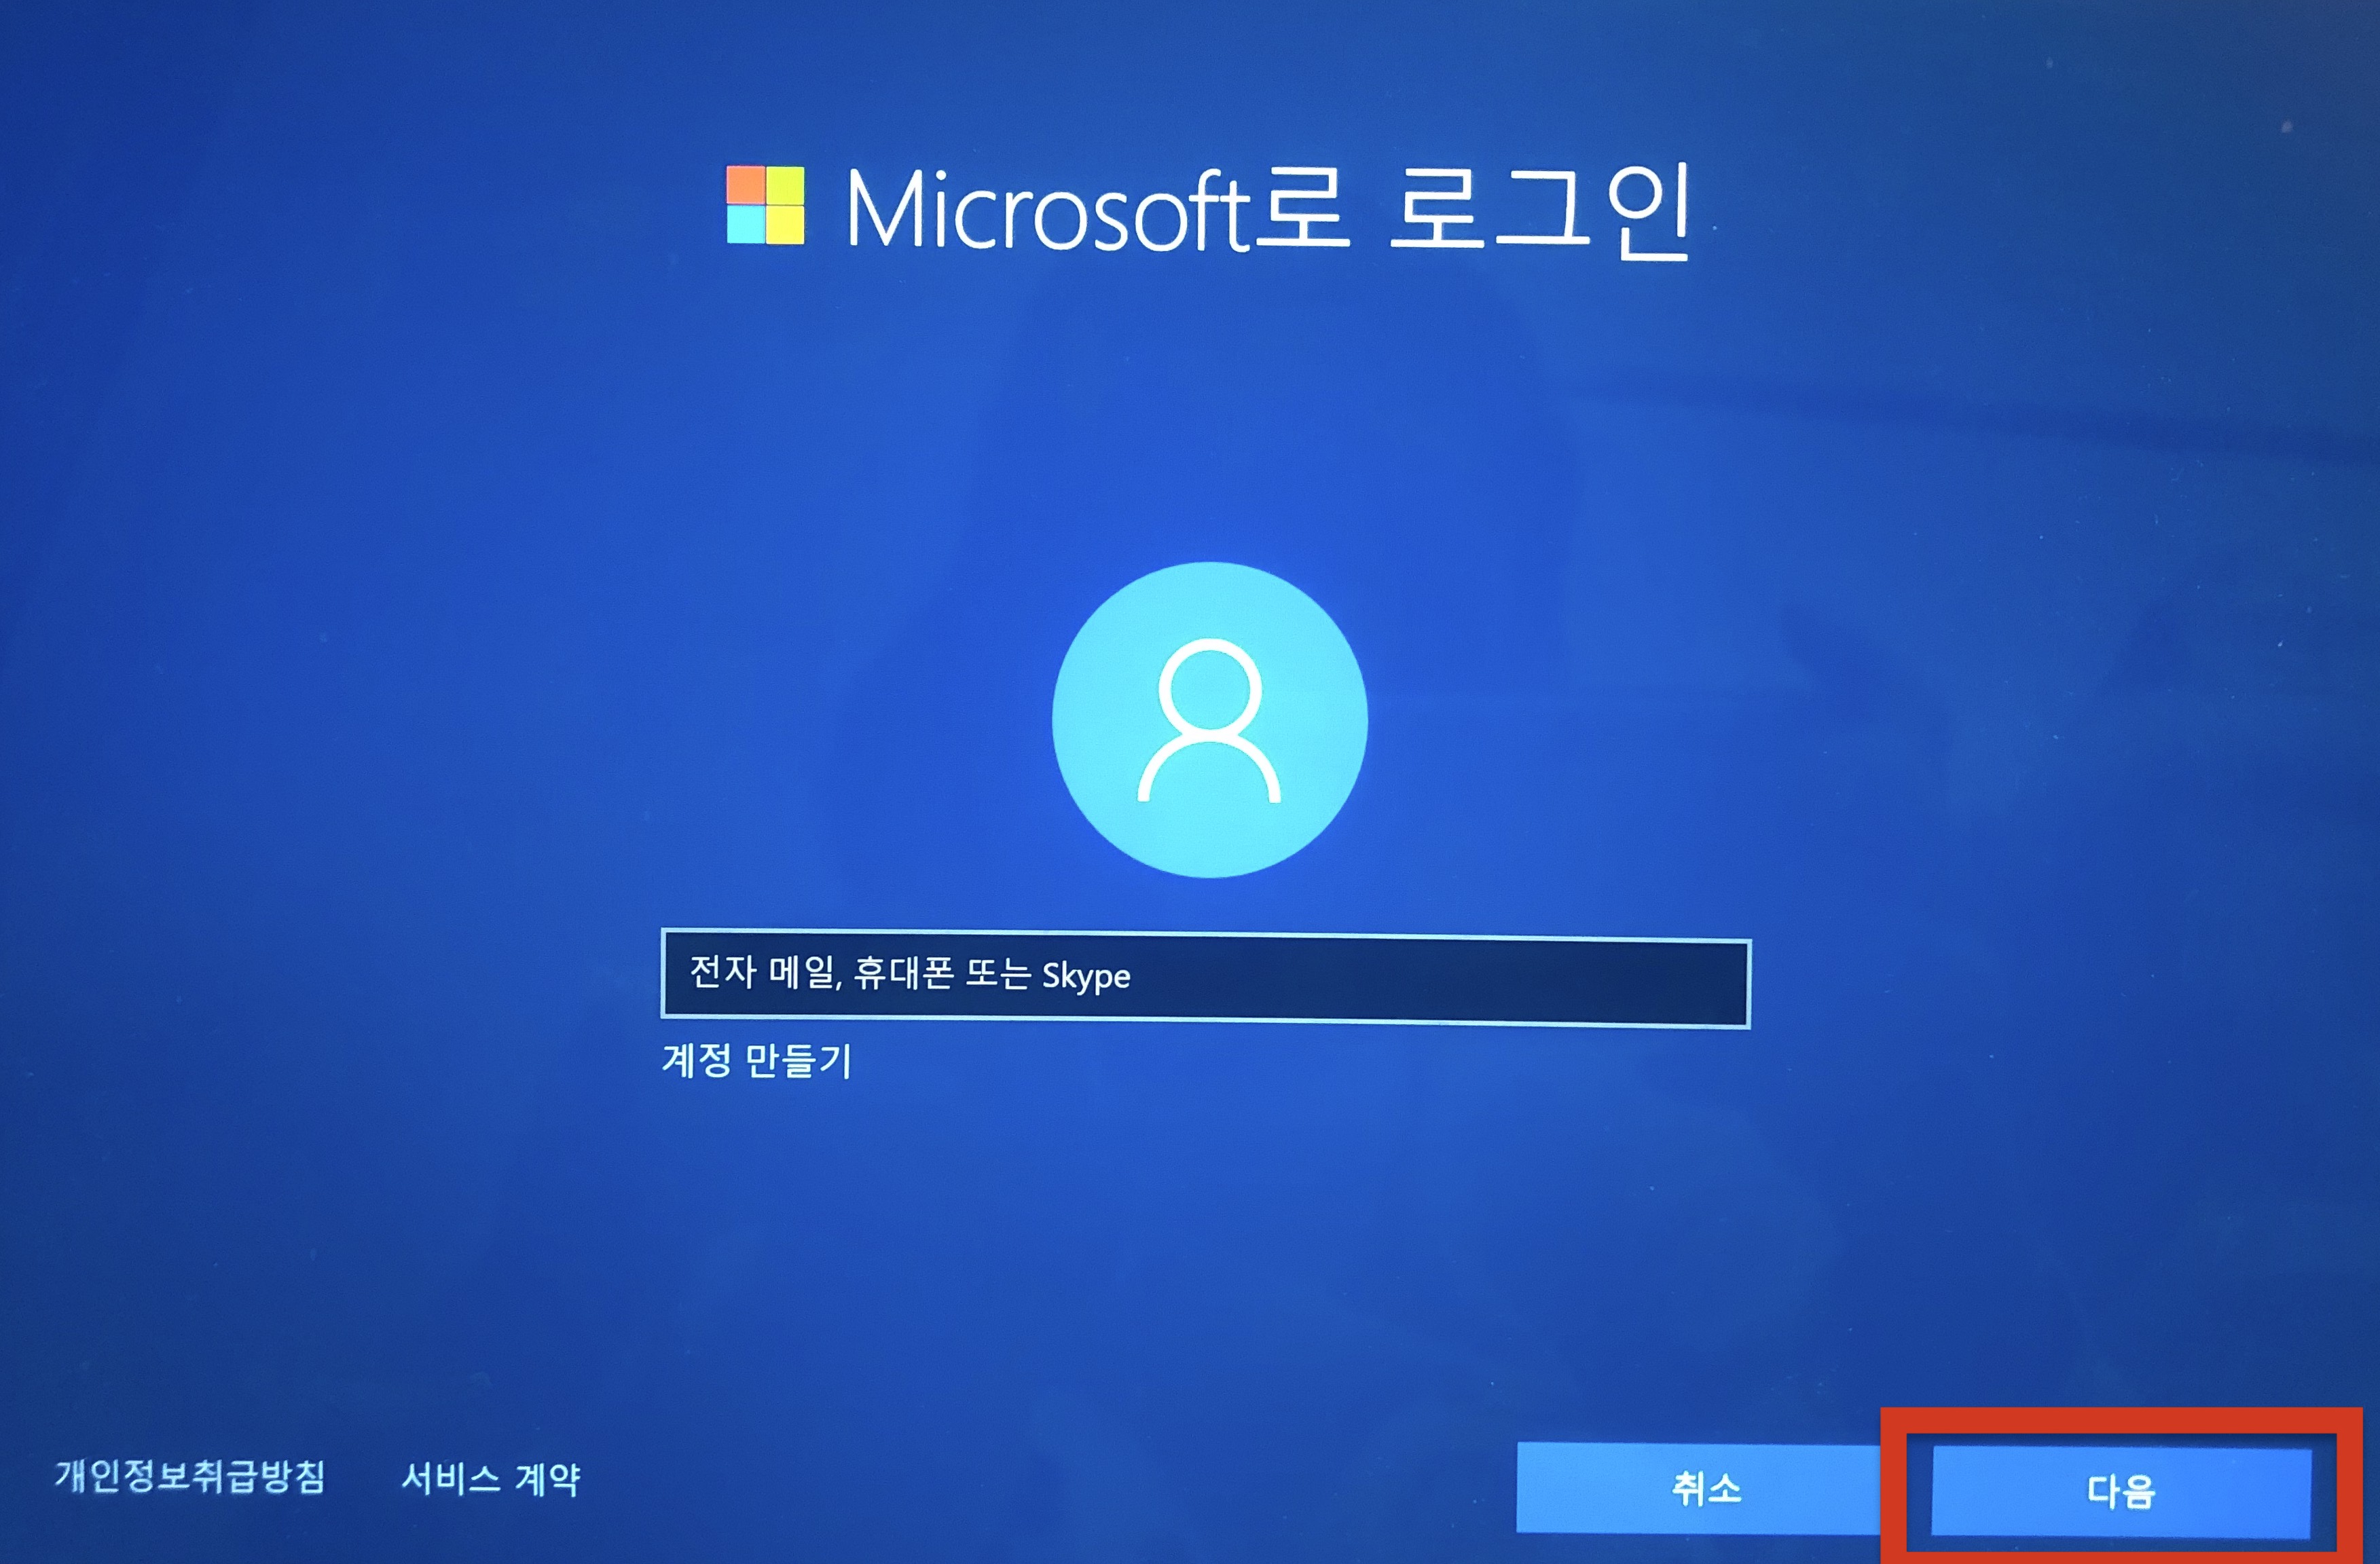 Microsoft로 로그인
전자 메일, 휴대폰 또는 Skype
계정 만들기
개인정보취급방침 서비스 계약 취소 다음